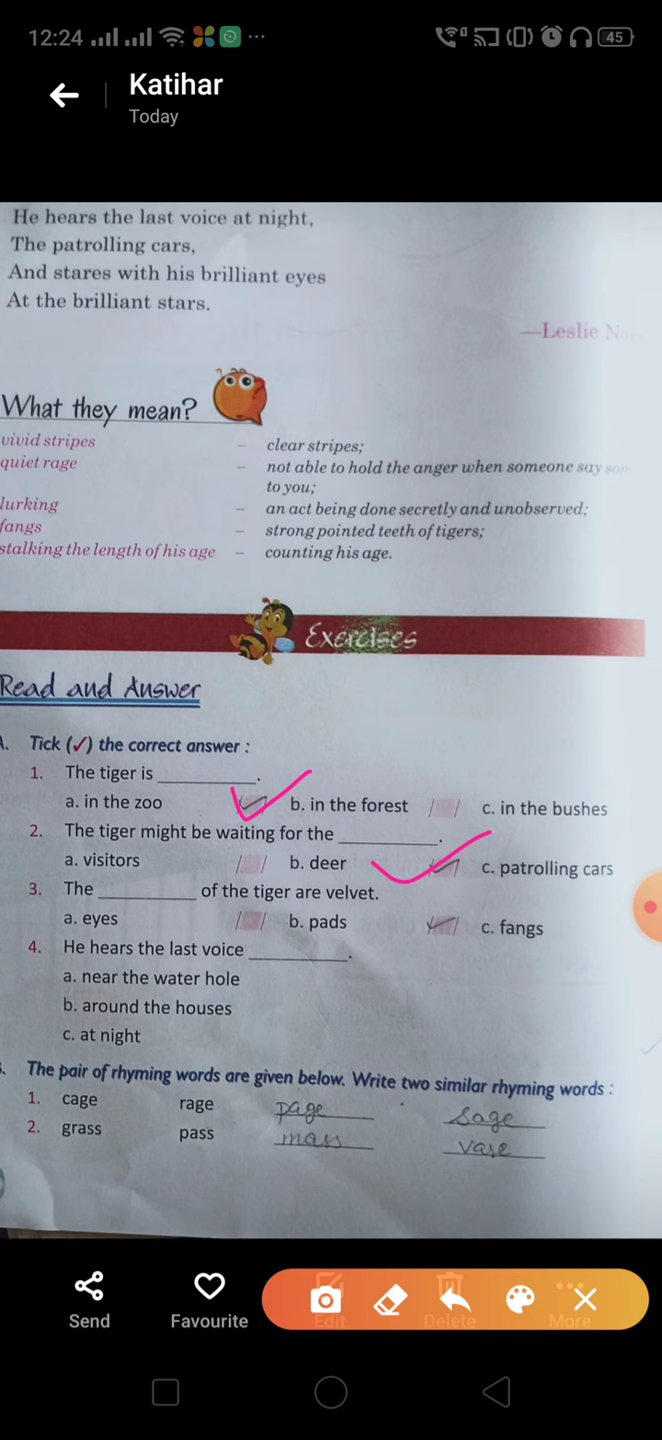 12:24
45
Katihar
Today
He hears the last voice at night,
The patrolling cars,
And stares with his brilliant eyes
At the brilliant stars.
—Leslie
What they mean?
vivid stripes – clear stripes;
quiet rage – not able to hold the anger when someone say
to you;
lurking – an act being done secretly and unobserved;
fangs – strong pointed teeth of tigers;
stalking the length of his age – counting his age.
Exercises
Read and Answer
Tick (✓) the correct answer :
1. The tiger is __________.
a. in the zoo b. in the forest c. in the bushes
2. The tiger might be waiting for the __________.
a. visitors b. deer c. patrolling cars
3. The __________ of the tiger are velvet.
a. eyes b. pads c. fangs
4. He hears the last voice __________.
a. near the water hole
b. around the houses
c. at night
The pair of rhyming words are given below. Write two similar rhyming words :
1. cage rage page sage
2. grass pass mass vase
Send Favourite Edit Delete More